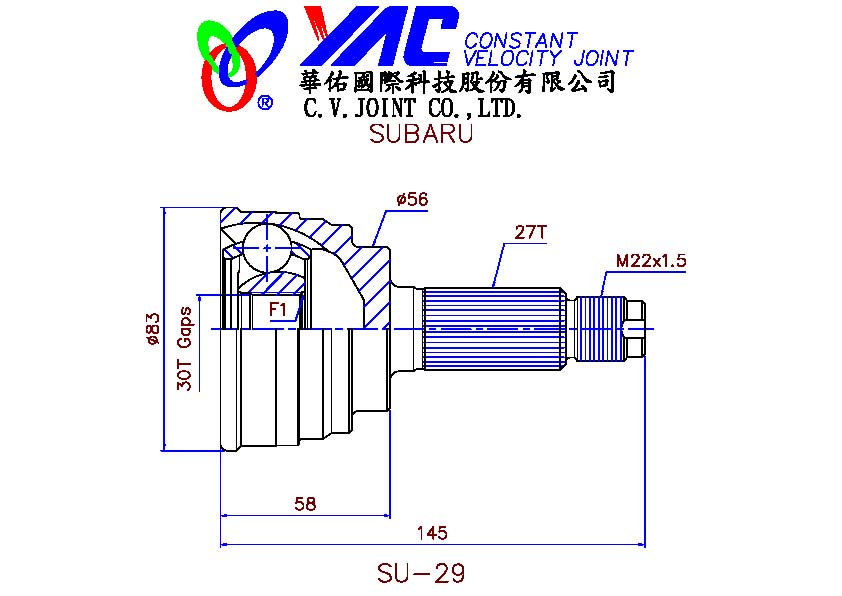 YAC CONSTANT
VELOCITY JOINT
華佑國際科技股份有限公司
®
C.V.JOINT CO.,LTD.
SUBARU
ø56
27T
M22x1.5
F1
ø83
30T Gaps
58
145
SU-29